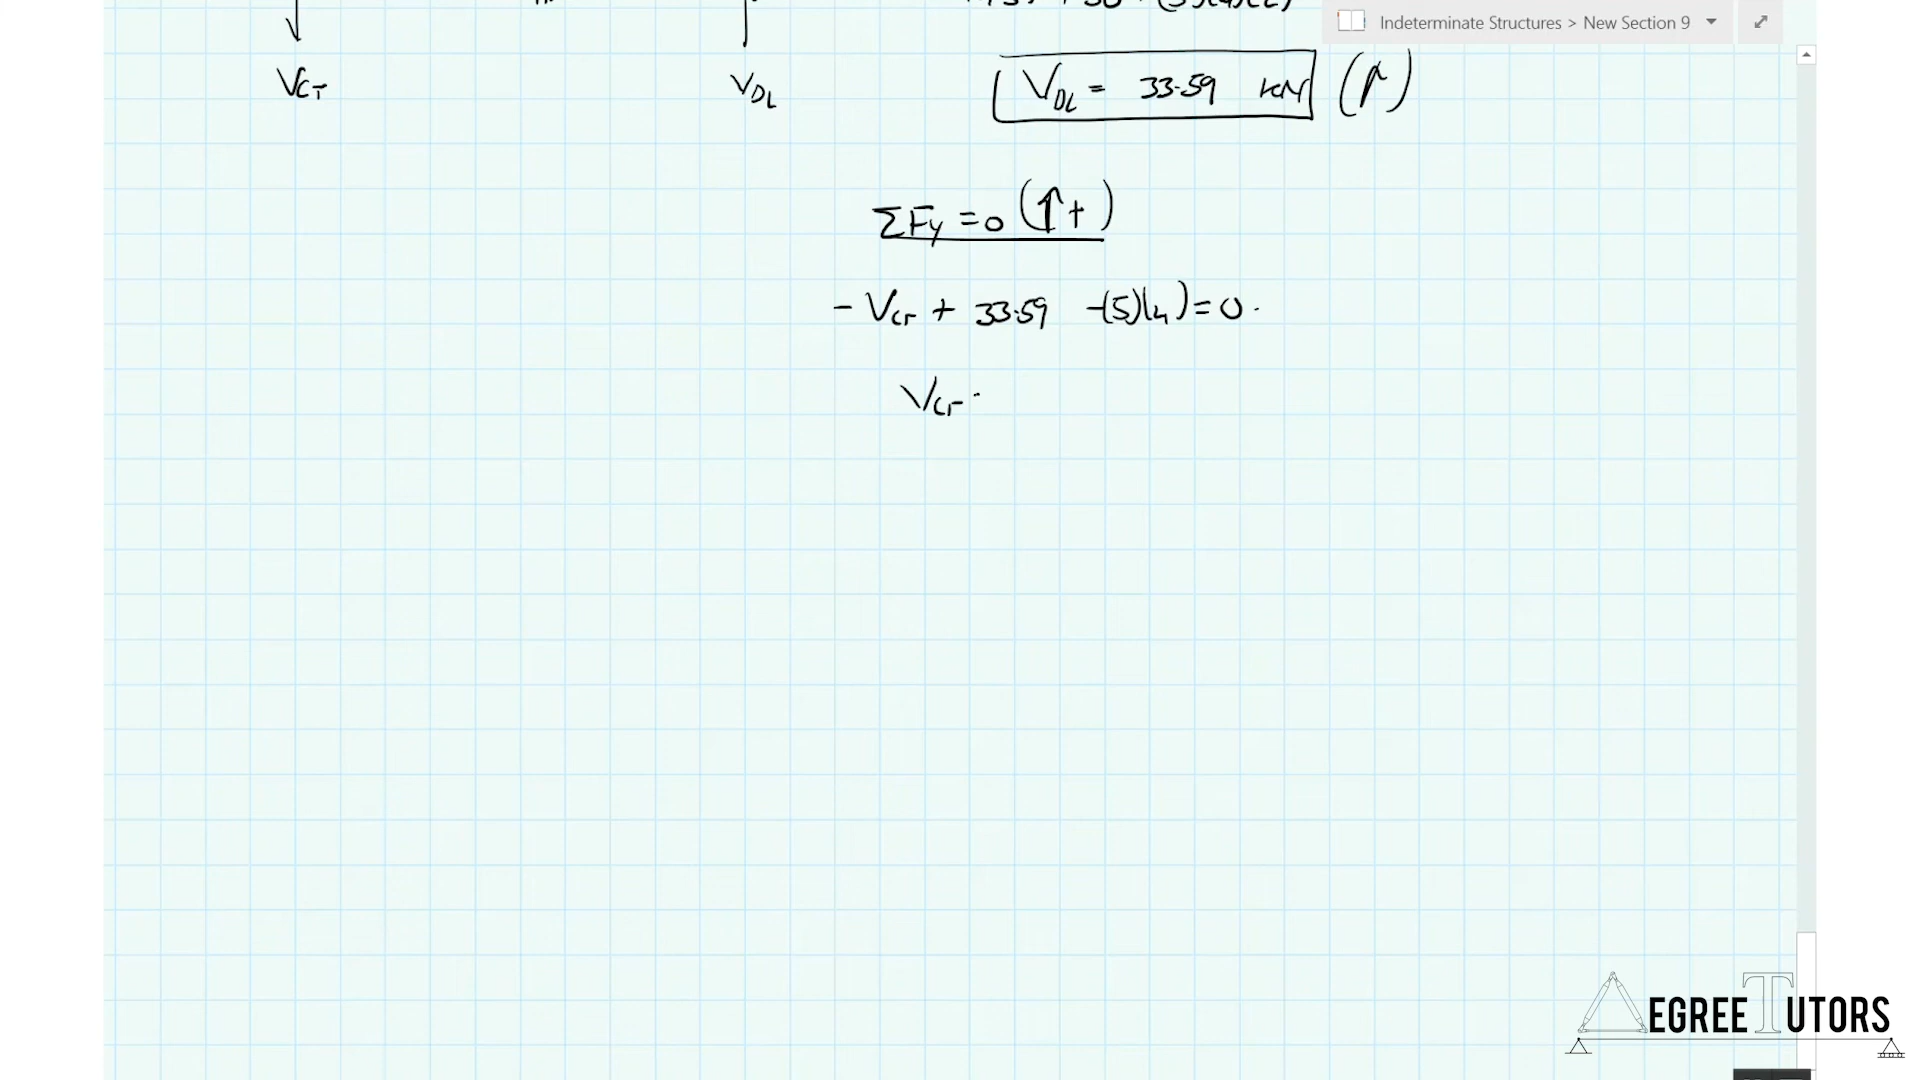 Indeterminate Structures > New Section 9
V_CT
V_DL
V_DL = 33.59 kN (↑)
ΣFy = 0 (↑+)
- V_Cr + 33.59 -(5)(4) = 0.
V_Cr
DEGREE TUTORS